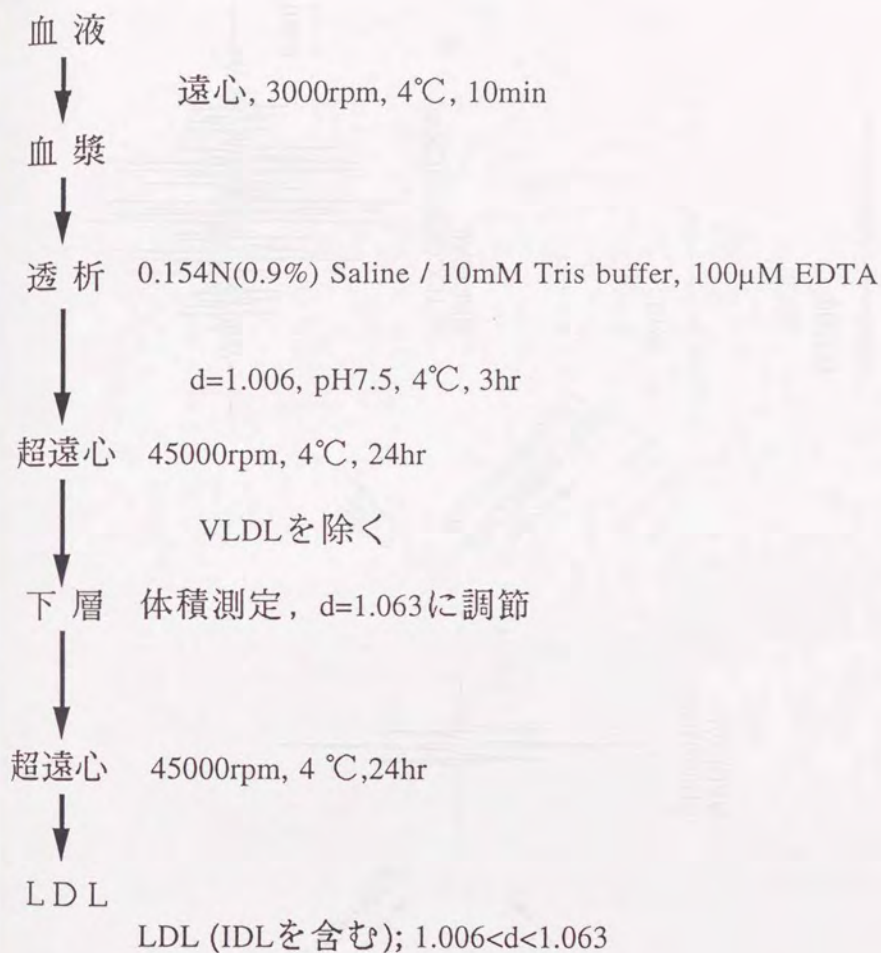 血 液
遠心, 3000rpm, 4℃, 10min
血 漿
透 析 0.154N(0.9%) Saline / 10mM Tris buffer, 100μM EDTA
d=1.006, pH7.5, 4℃, 3hr
超遠心 45000rpm, 4℃, 24hr
VLDLを除く
下 層 体積測定, d=1.063に調節
超遠心 45000rpm, 4 ℃,24hr
LDL
LDL (IDLを含む); 1.006<d<1.063